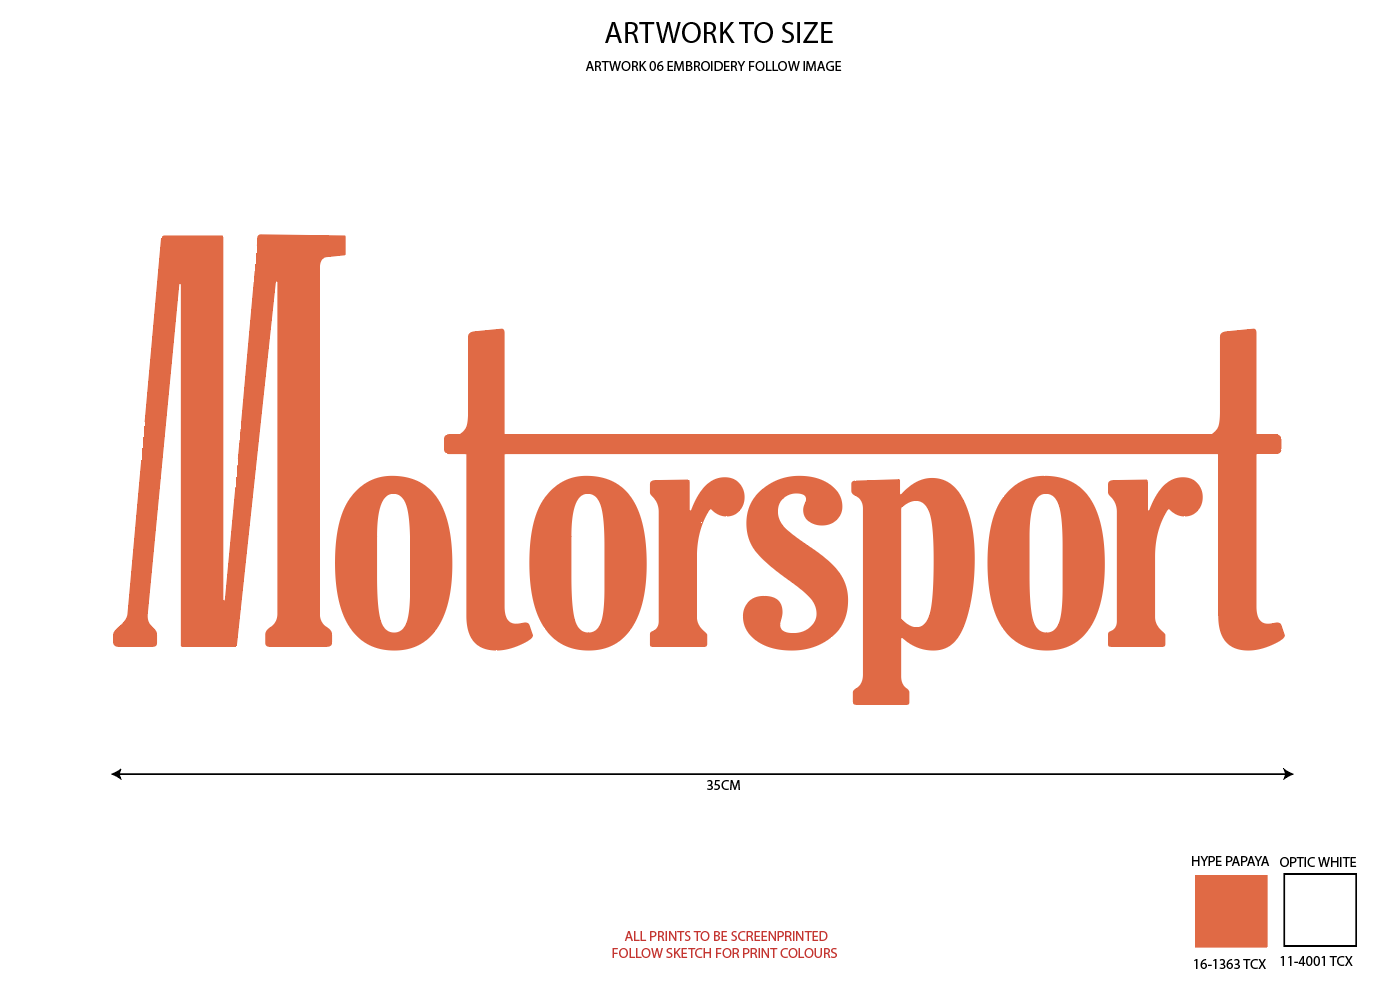 ARTWORK TO SIZE
ARTWORK 06 EMBROIDERY FOLLOW IMAGE
Motorsport
35CM
HYPE PAPAYA OPTIC WHITE
16-1363 TCX 11-4001 TCX
ALL PRINTS TO BE SCREENPRINTED
FOLLOW SKETCH FOR PRINT COLOURS